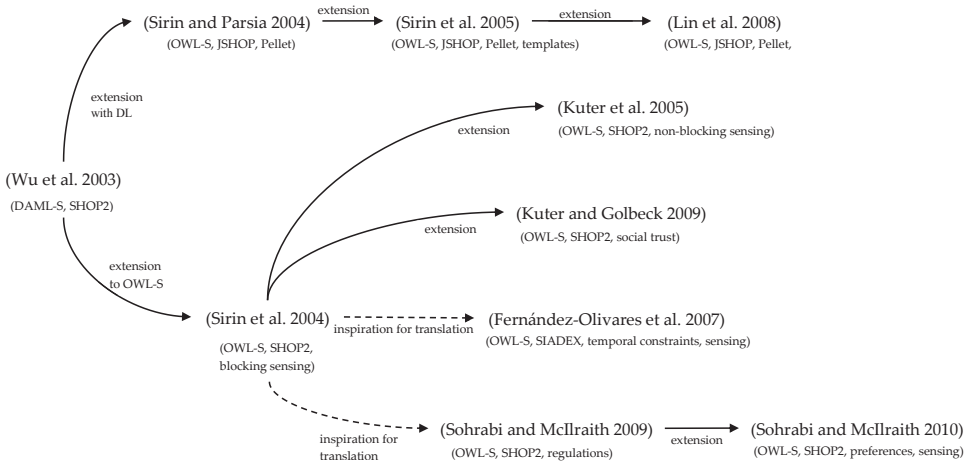 (Sirin and Parsia 2004)
(OWL-S, JSHOP, Pellet)
extension
(Sirin et al. 2005)
(OWL-S, JSHOP, Pellet, templates)
extension
(Lin et al. 2008)
(OWL-S, JSHOP, Pellet,
extension
with DL
(Kuter et al. 2005)
(OWL-S, SHOP2, non-blocking sensing)
extension
(Wu et al. 2003)
(DAML-S, SHOP2)
(Kuter and Golbeck 2009)
(OWL-S, SHOP2, social trust)
extension
extension
to OWL-S
(Sirin et al. 2004)
(OWL-S, SHOP2,
blocking sensing)
inspiration for translation
(Fernández-Olivares et al. 2007)
(OWL-S, SIADEX, temporal constraints, sensing)
inspiration for
translation
(Sohrabi and McIlraith 2009)
(OWL-S, SHOP2, regulations)
extension
(Sohrabi and McIlraith 2010)
(OWL-S, SHOP2, preferences, sensing)